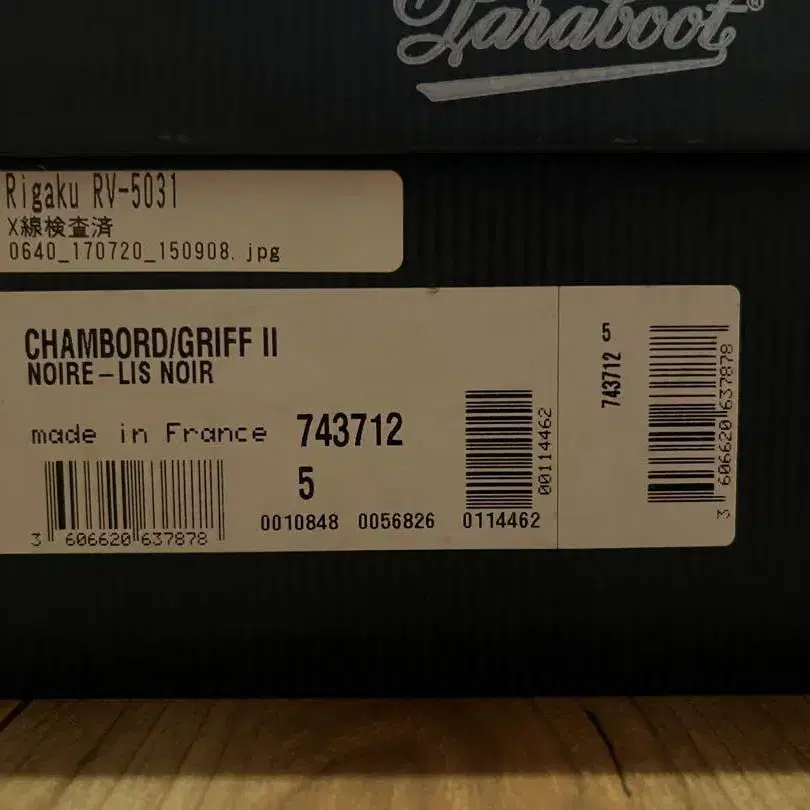 Paraboot®
Rigaku RV-5031
X線検査済
0640_170720_150908.jpg
CHAMBORD/GRIFF II
NOIRE-LIS NOIR
made in France 743712
5
3 606620 637878
0010848 0056826 0114462
00114462
5
743712
3 606620 637878